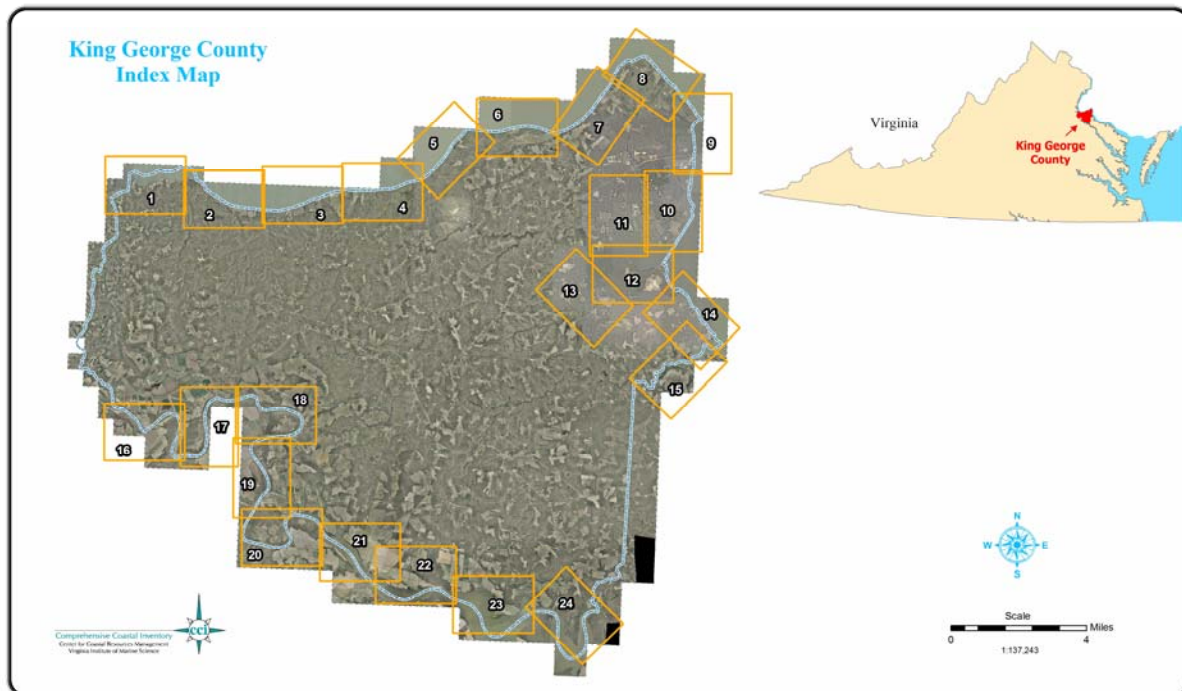 King George County
Index Map
Virginia
King George
County
8
6
7
5
9
1
2
3
4
11
10
12
13
14
15
18
17
16
19
20
21
22
23
24
N
W E
S
Scale
0 4 Miles
1:137,243
Comprehensive Coastal Inventory
Center for Coastal Resources Management
Virginia Institute of Marine Science
cci